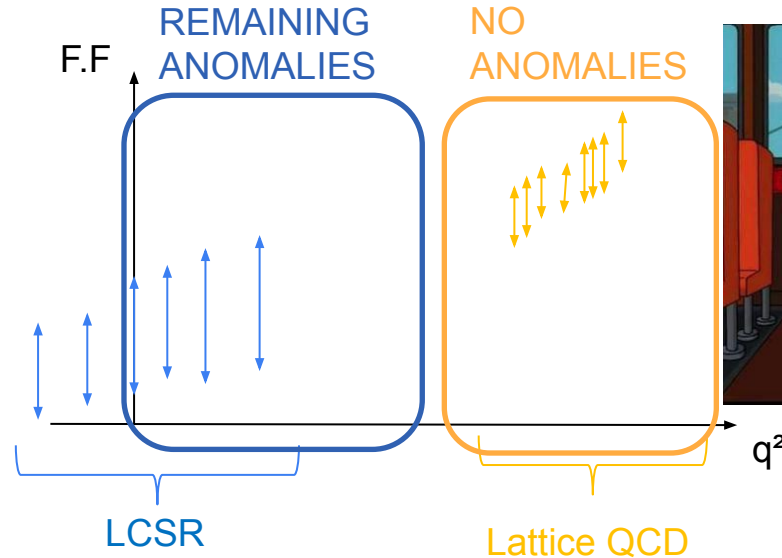 REMAINING
ANOMALIES
NO
ANOMALIES
F.F
q²
LCSR
Lattice QCD